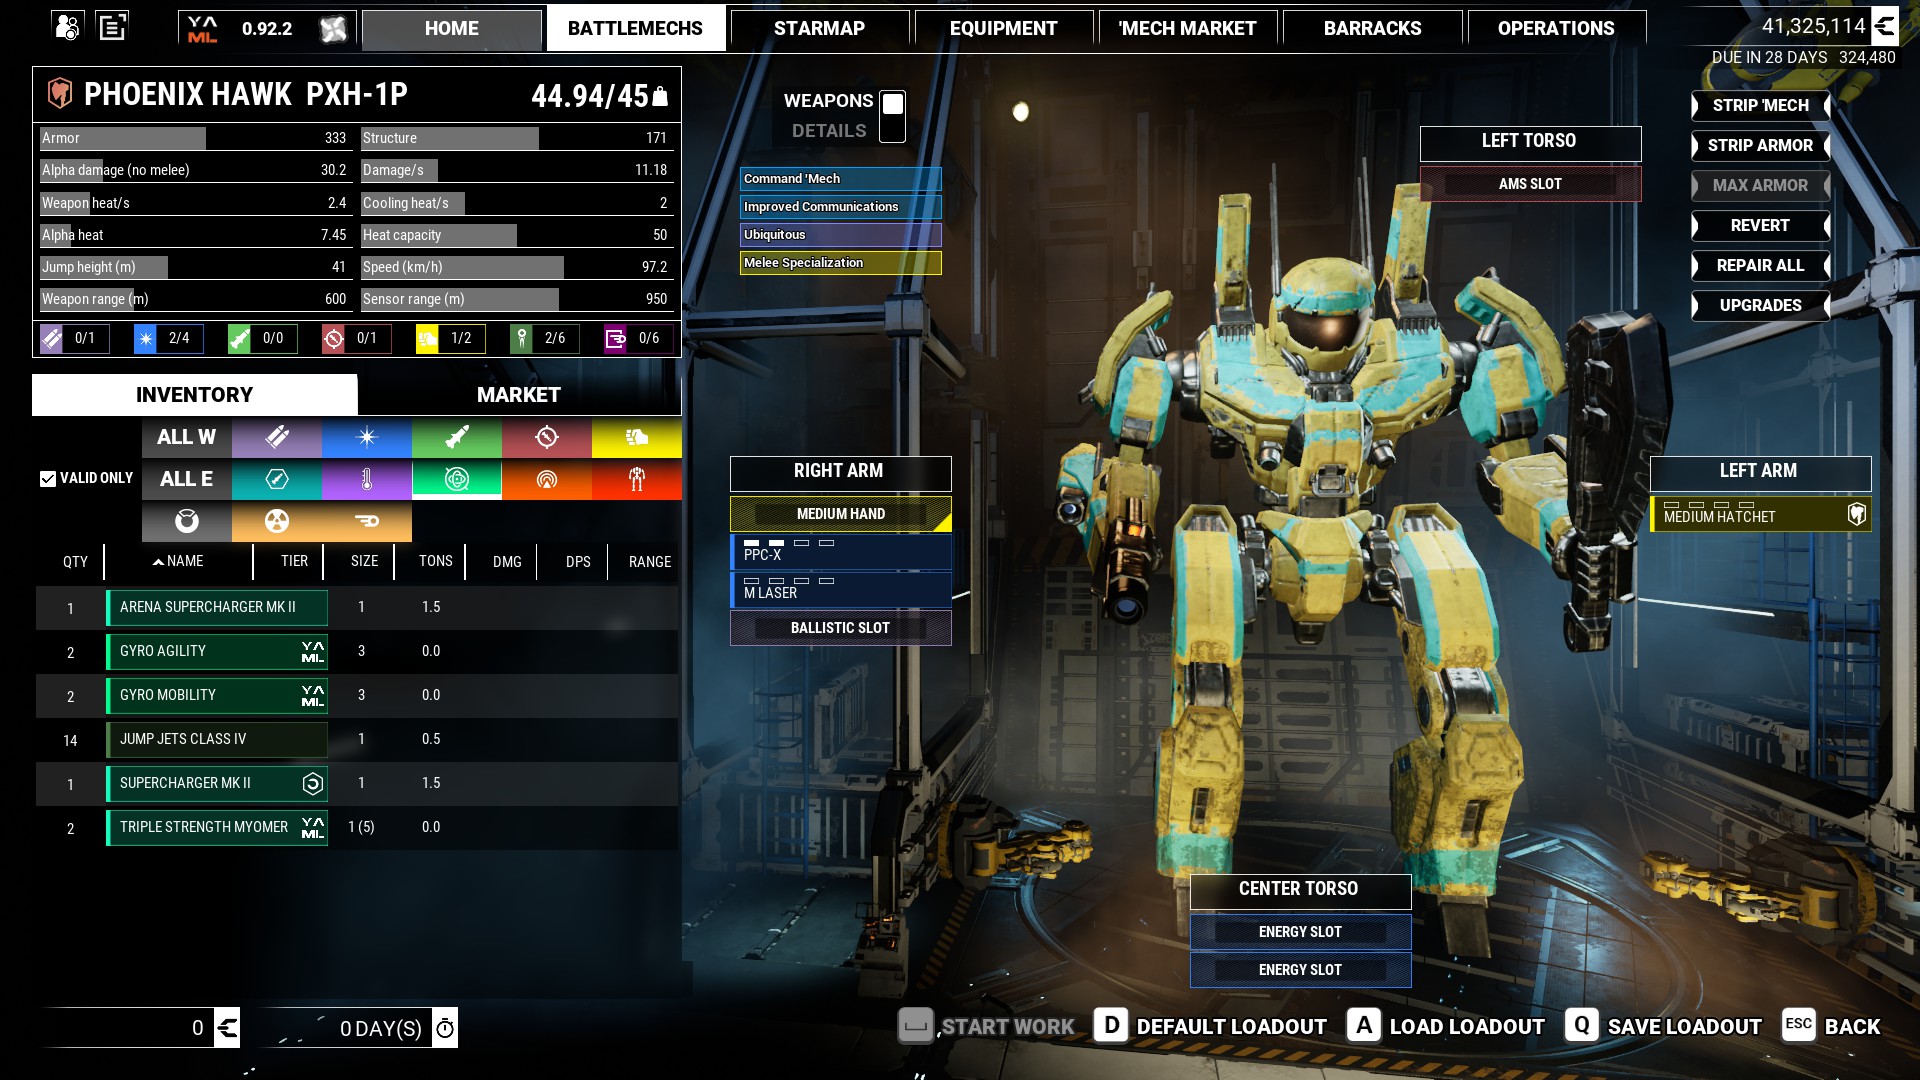 YA ML 0.92.2
HOME
BATTLEMECHS
STARMAP
EQUIPMENT
'MECH MARKET
BARRACKS
OPERATIONS
41,325,114
DUE IN 28 DAYS 324,480
PHOENIX HAWK PXH-1P 44.94/45
Armor 333 Structure 171
Alpha damage (no melee) 30.2 Damage/s 11.18
Weapon heat/s 2.4 Cooling heat/s 2
Alpha heat 7.45 Heat capacity 50
Jump height (m) 41 Speed (km/h) 97.2
Weapon range (m) 600 Sensor range (m) 950
0/1 2/4 0/0 0/1 1/2 2/6 0/6
INVENTORY MARKET
ALL W
VALID ONLY ALL E
QTY NAME TIER SIZE TONS DMG DPS RANGE
1 ARENA SUPERCHARGER MK II 1 1.5
2 GYRO AGILITY YA ML 3 0.0
2 GYRO MOBILITY YA ML 3 0.0
14 JUMP JETS CLASS IV 1 0.5
1 SUPERCHARGER MK II 1 1.5
2 TRIPLE STRENGTH MYOMER YA ML 1 (5) 0.0
0
0 DAY(S)
WEAPONS
DETAILS
Command 'Mech
Improved Communications
Ubiquitous
Melee Specialization
LEFT TORSO
AMS SLOT
RIGHT ARM
MEDIUM HAND
PPC-X
M LASER
BALLISTIC SLOT
LEFT ARM
MEDIUM HATCHET
CENTER TORSO
ENERGY SLOT
ENERGY SLOT
STRIP 'MECH
STRIP ARMOR
MAX ARMOR
REVERT
REPAIR ALL
UPGRADES
START WORK
D DEFAULT LOADOUT
A LOAD LOADOUT
Q SAVE LOADOUT
ESC BACK